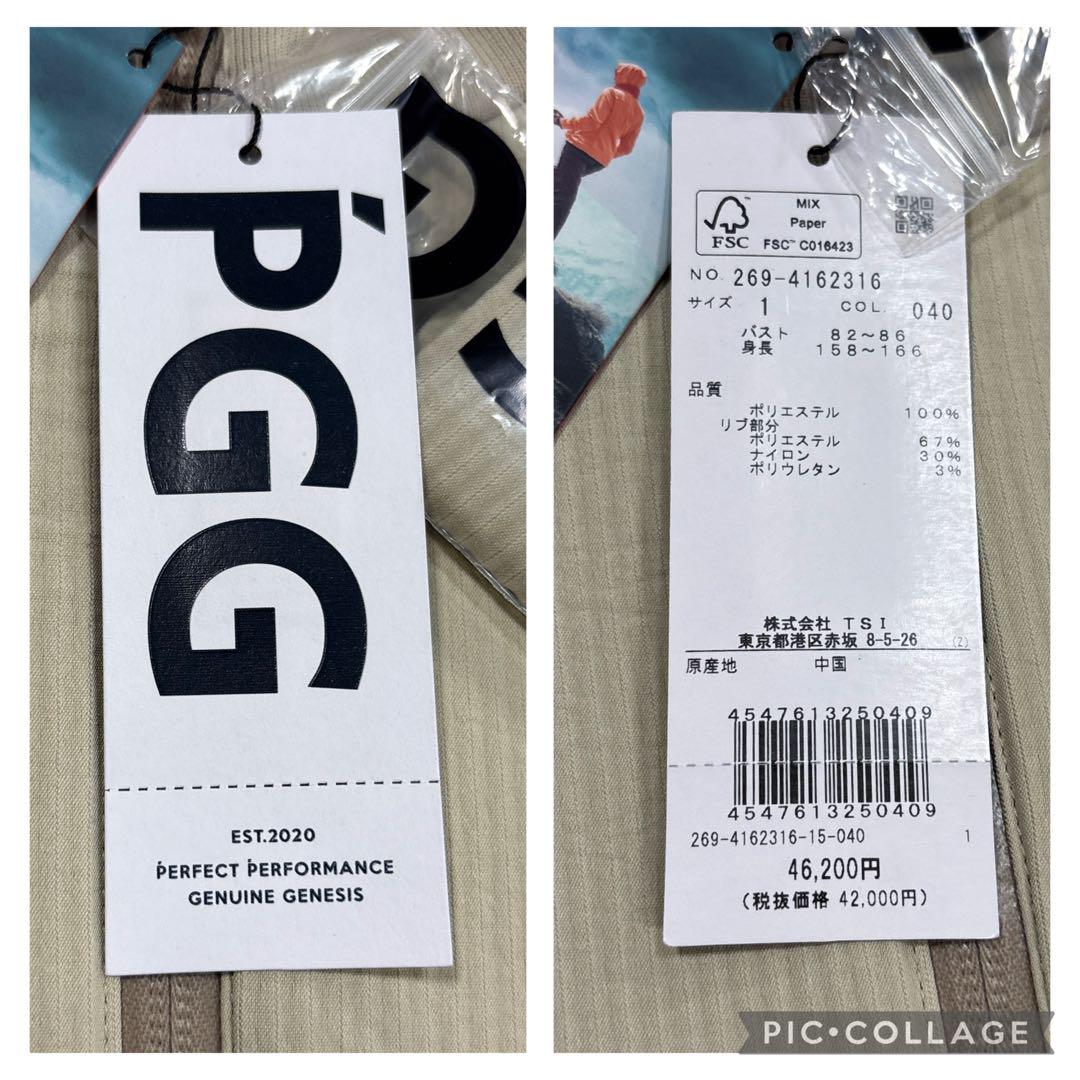 ṔGG
EST.2020
ṔERFECT ṔERFORMANCE
GENUINE GENESIS
FSC™
MIX
Paper
FSC™ C016423
NO. 269-4162316
サイズ 1 COL. 040
バスト 82～86
身長 158～166
品質
ポリエステル 100%
リブ部分
ポリエステル 67%
ナイロン 30%
ポリウレタン 3%
株式会社 TSI
東京都港区赤坂 8-5-26 (Z)
原産地 中国
4547613250409
4547613250409
269-4162316-15-040 1
46,200円
(税抜価格 42,000円)
PIC•COLLAGE